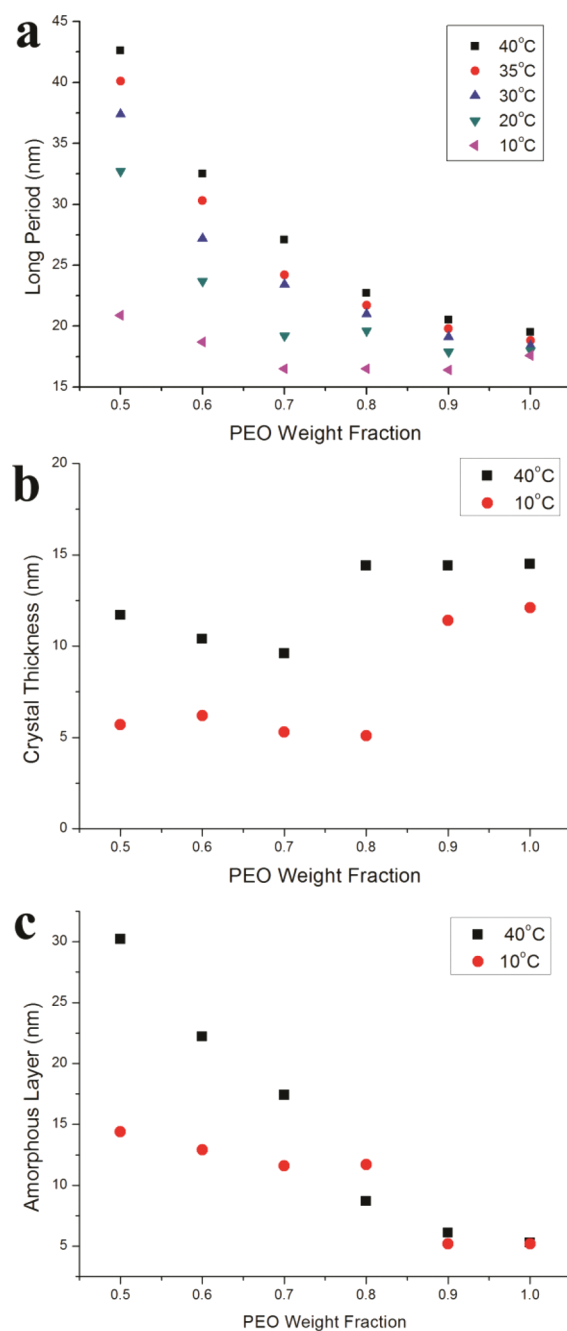 a
45
40
35
30
25
20
15
Long Period (nm)
40°C
35°C
30°C
20°C
10°C
0.5 0.6 0.7 0.8 0.9 1.0
PEO Weight Fraction
b
20
15
10
5
0
Crystal Thickness (nm)
40°C
10°C
0.5 0.6 0.7 0.8 0.9 1.0
PEO Weight Fraction
c
30
25
20
15
10
5
Amorphous Layer (nm)
40°C
10°C
0.5 0.6 0.7 0.8 0.9 1.0
PEO Weight Fraction